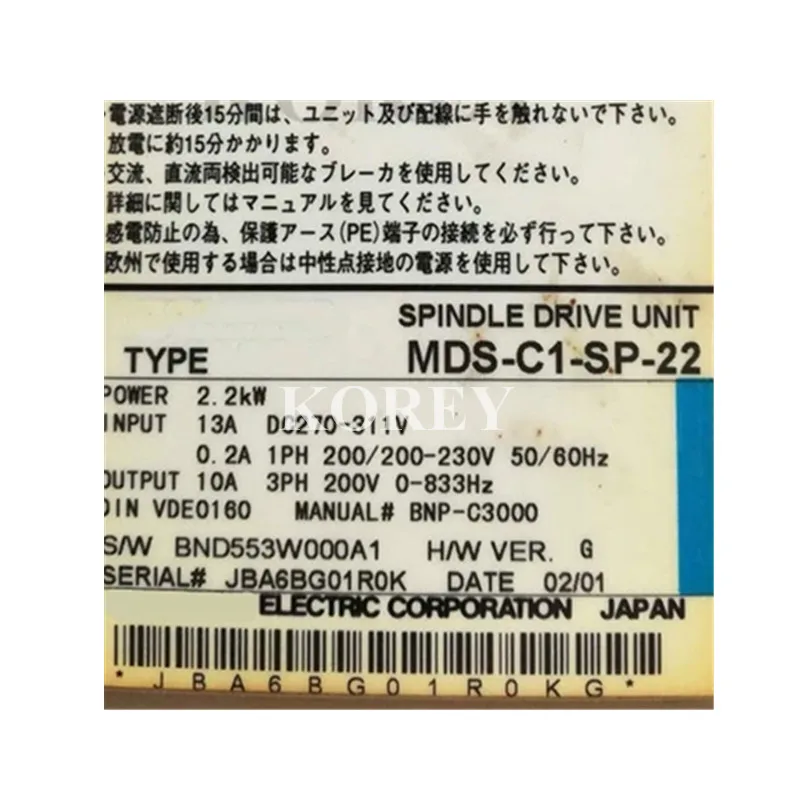 電源遮断後15分間は、ユニット及び配線に手を触れないで下さい。
放電に約15分かかります。
交流、直流両検出可能なブレーカを使用してください。
詳細に関してはマニュアルを見てください。
感電防止の為、保護アース(PE)端子の接続を必ず行って下さい。
欧州で使用する場合は中性点接地の電源を使用して下さい。
SPINDLE DRIVE UNIT
TYPE MDS-C1-SP-22
POWER 2.2kW
KOREY
INPUT 13A DC270-311V
0.2A 1PH 200/200-230V 50/60Hz
OUTPUT 10A 3PH 200V 0-833Hz
DIN VDE0160 MANUAL# BNP-C3000
S/W BND553W000A1 H/W VER. G
SERIAL# JBA6BG01R0K DATE 02/01
ELECTRIC CORPORATION JAPAN
*JBA6BG01R0KG*